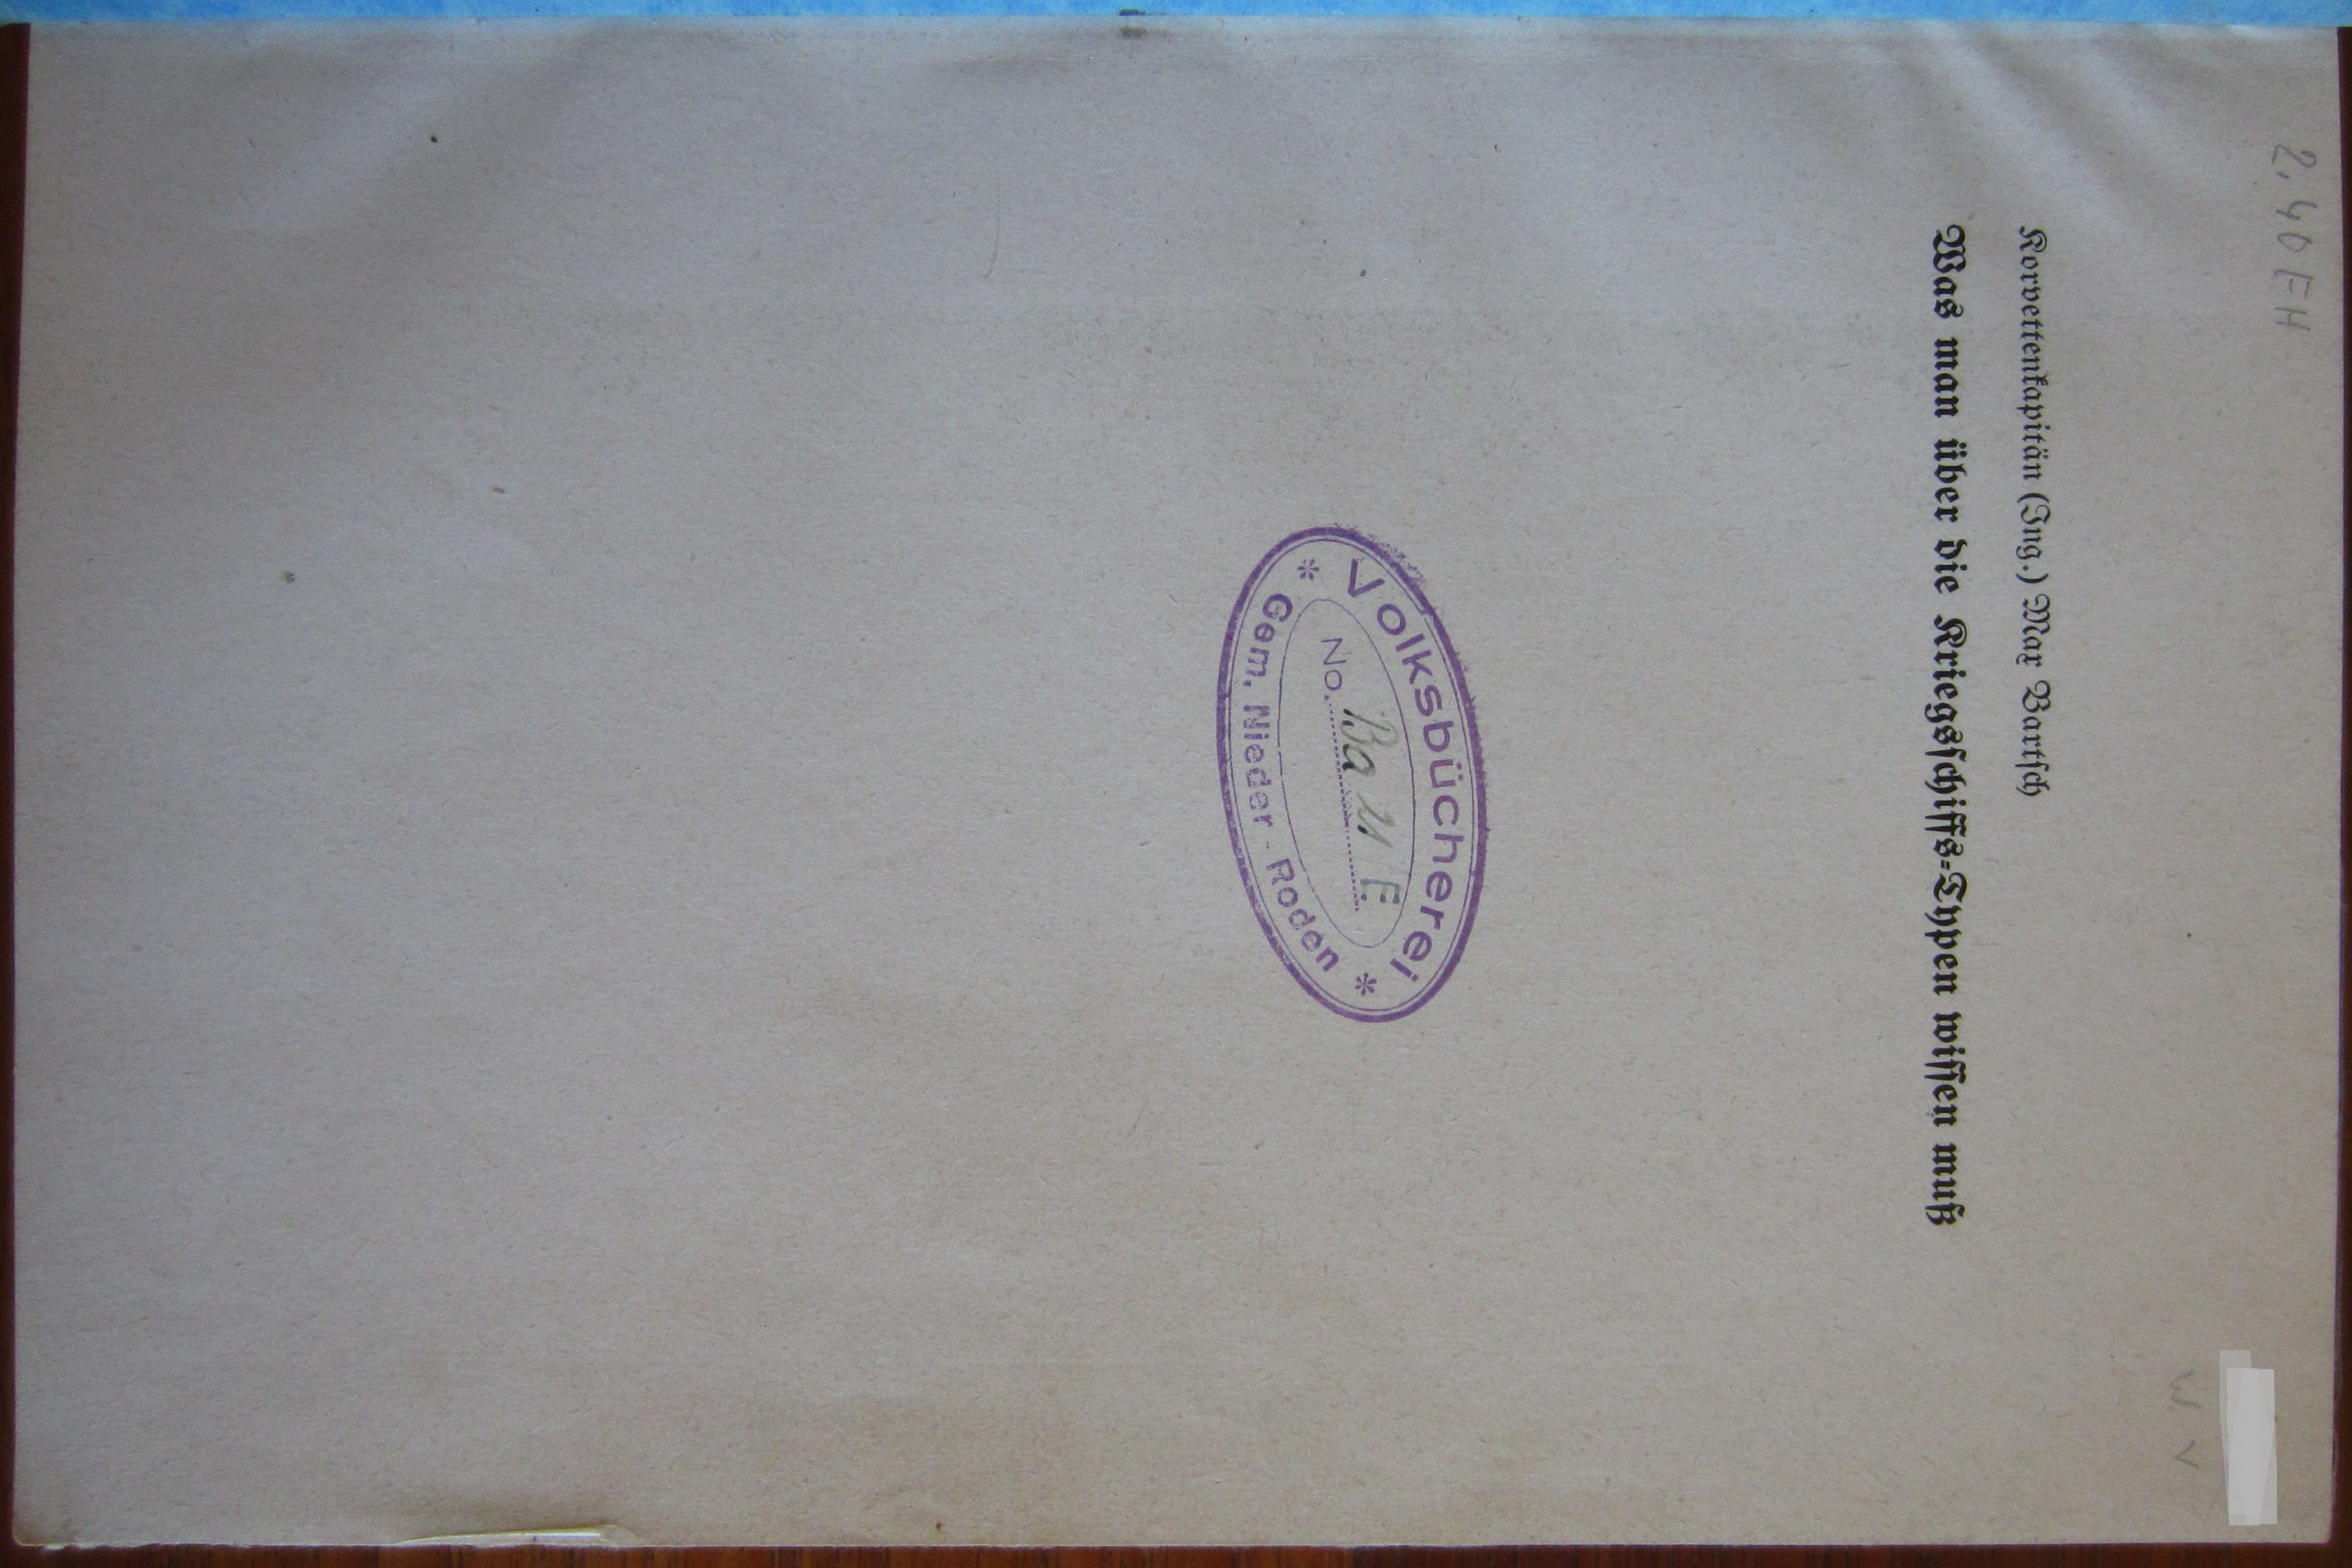 2,40 EH
Korvettenkapitän (Ing.) Max Bartsch
Was man über die Kriegsschiffs-Typen wissen muß
Volksbücherei
No. Ba 11 E
* Gem. Nieder-Roden *